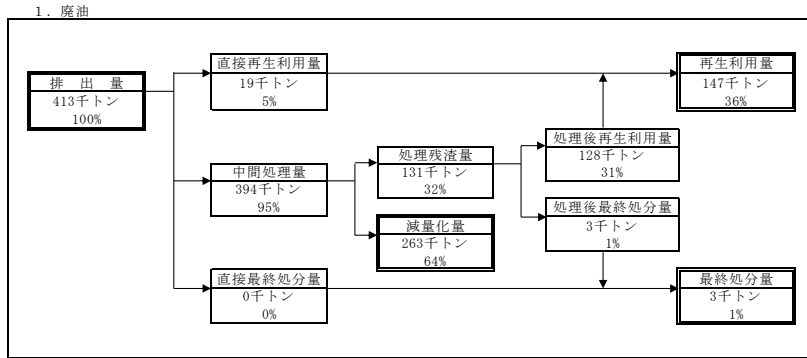 1．廃油
直接再生利用量
19千トン
5%
再生利用量
147千トン
36%
排　出　量
413千トン
100%
中間処理量
394千トン
95%
処理残渣量
131千トン
32%
処理後再生利用量
128千トン
31%
減量化量
263千トン
64%
処理後最終処分量
3千トン
1%
直接最終処分量
0千トン
0%
最終処分量
3千トン
1%